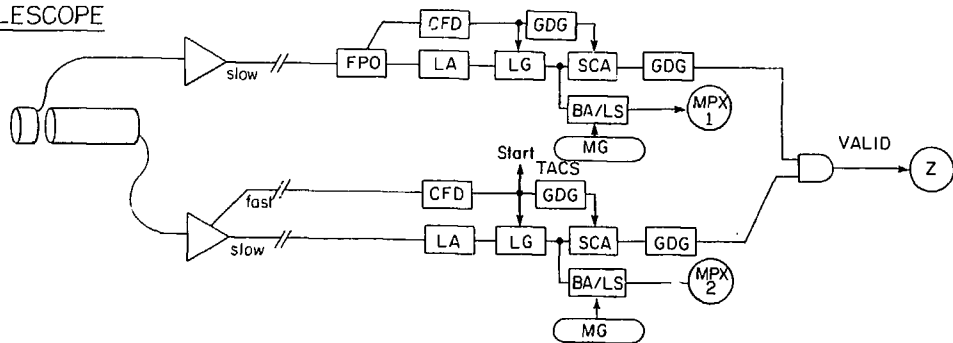 LESCOPE
CFD GDG
slow FPO LA LG SCA GDG
BA/LS MPX 1
MG
VALID
Z
Start
TACS
fast CFD GDG
slow LA LG SCA GDG
BA/LS MPX 2
MG